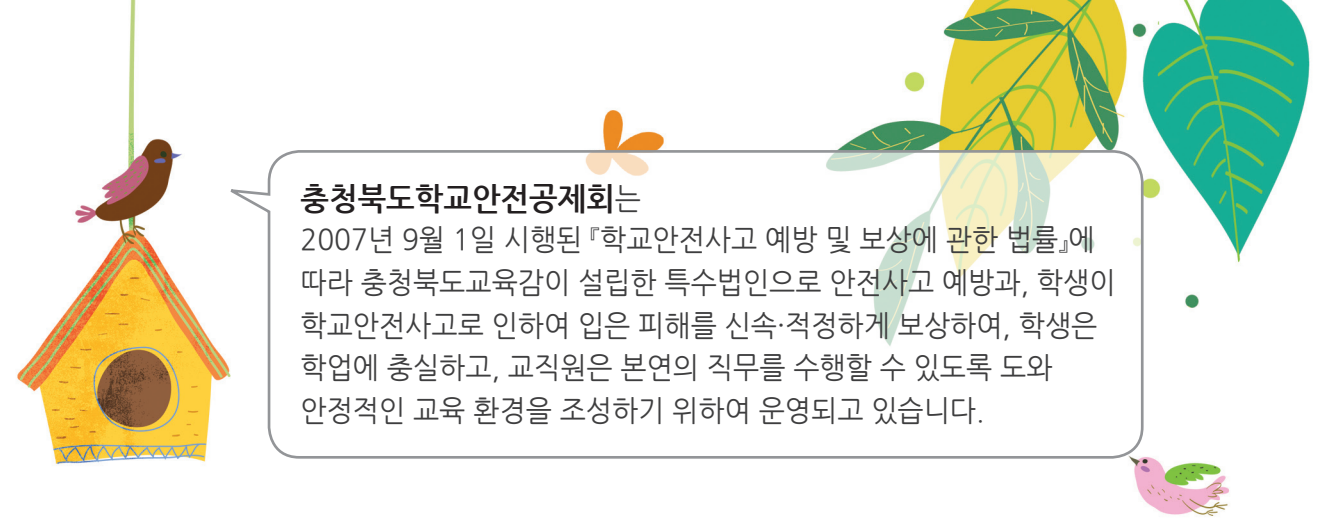 충청북도학교안전공제회는
2007년 9월 1일 시행된 『학교안전사고 예방 및 보상에 관한 법률』에
따라 충청북도교육감이 설립한 특수법인으로 안전사고 예방과, 학생이
학교안전사고로 인하여 입은 피해를 신속·적정하게 보상하여, 학생은
학업에 충실하고, 교직원은 본연의 직무를 수행할 수 있도록 도와
안정적인 교육 환경을 조성하기 위하여 운영되고 있습니다.